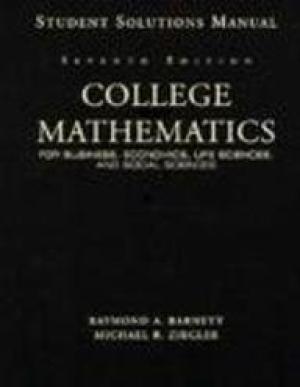 STUDENT SOLUTIONS MANUAL
SEVENTH EDITION
COLLEGE
MATHEMATICS
FOR BUSINESS, ECONOMICS, LIFE SCIENCES,
AND SOCIAL SCIENCES
RAYMOND A. BARNETT
MICHAEL R. ZIEGLER